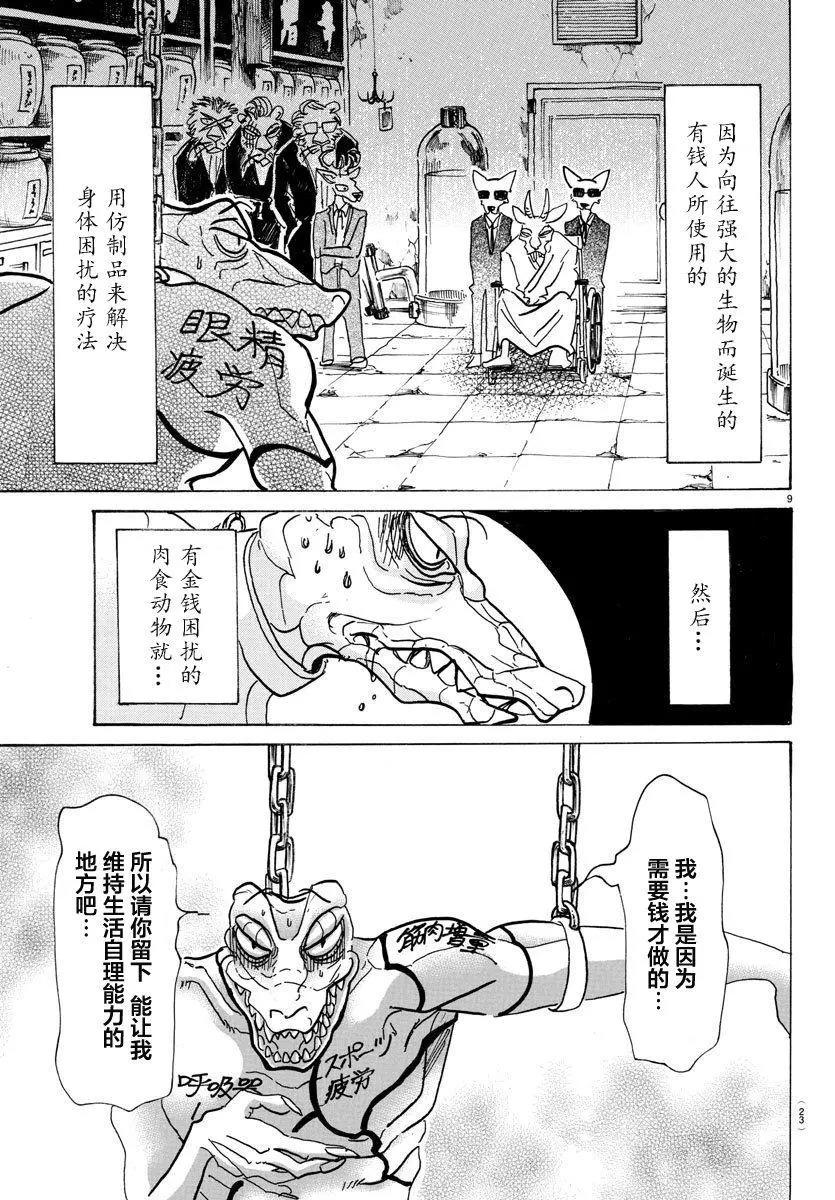 因为向往强大的生物而诞生的
有钱人所使用的
用仿制品来解决
身体困扰的疗法
眼精
疲労
9
然后…
有金钱困扰的
肉食动物就…
我…我是因为
需要钱才做的…
所以请你留下 能让我
维持生活自理能力的
地方吧…
筋肉増量
スポーツ
疲労
呼吸器
(23)